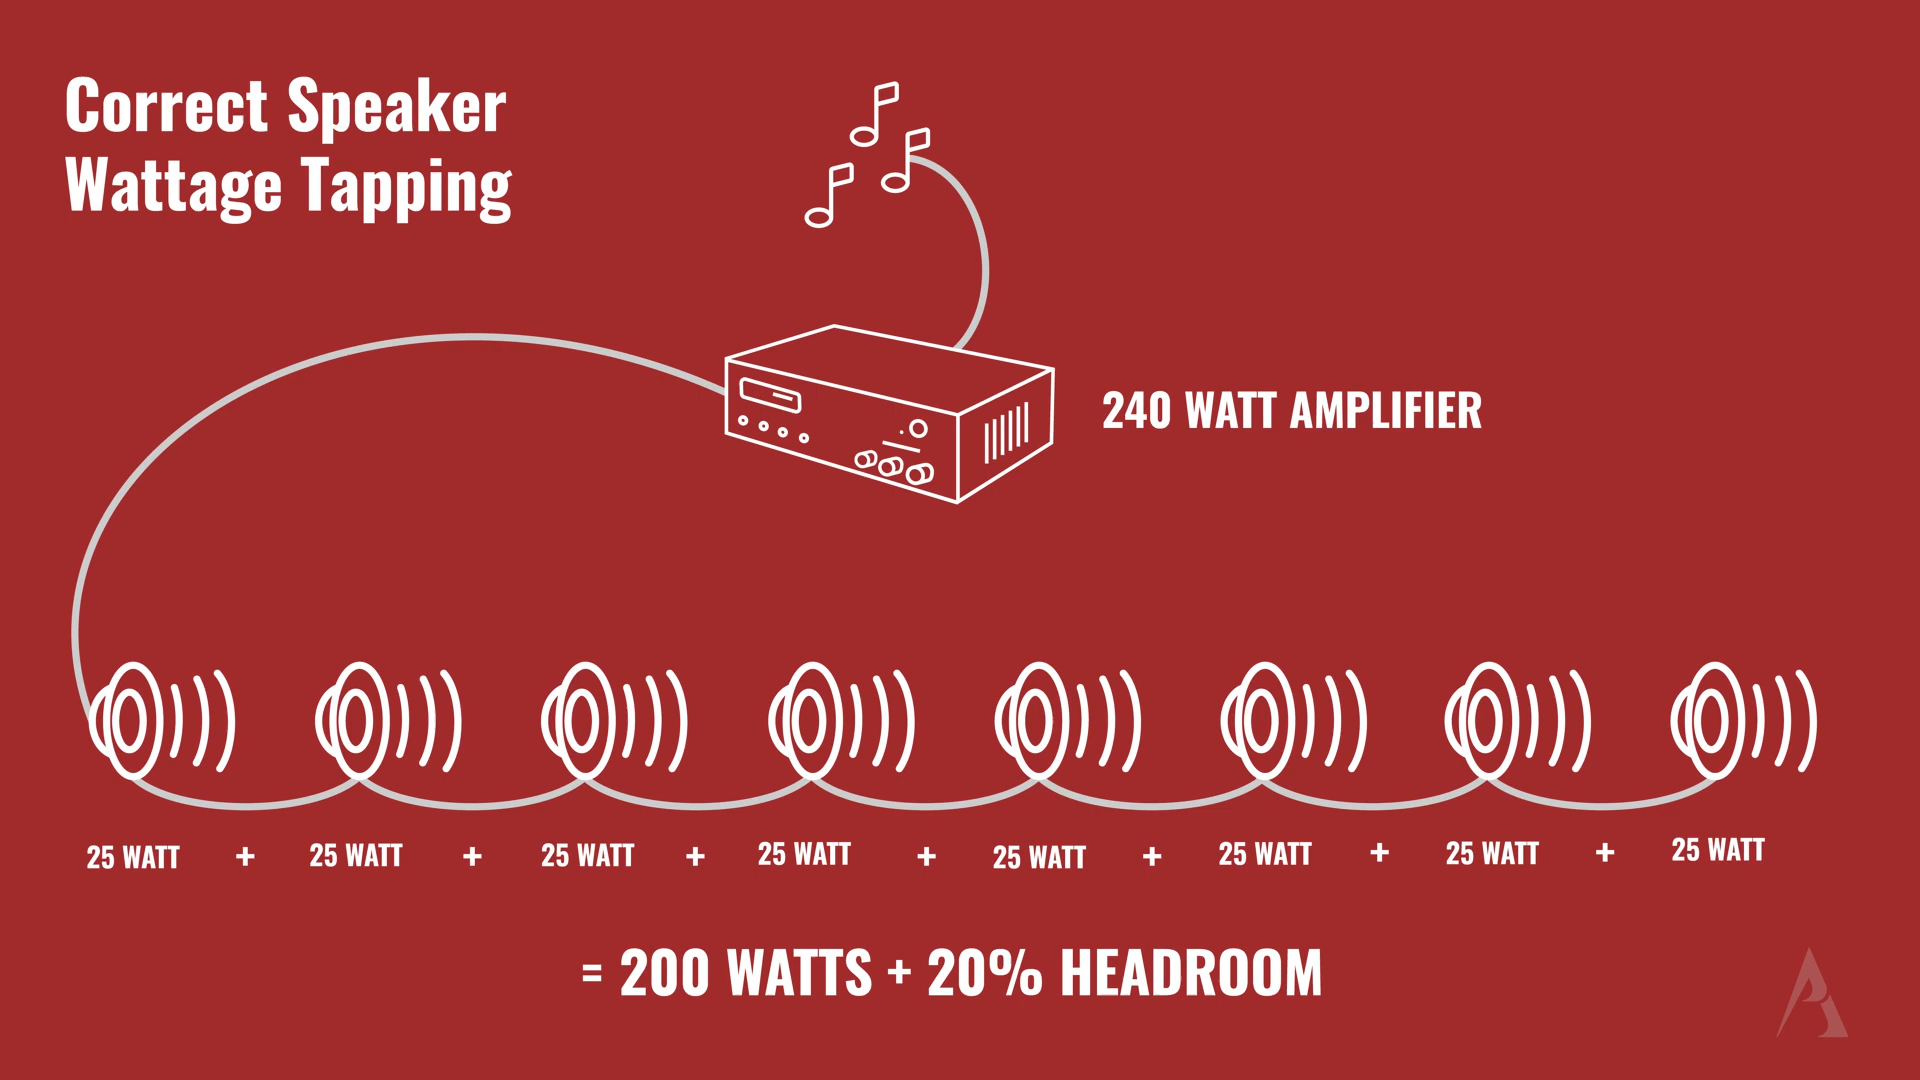 Correct Speaker
Wattage Tapping
240 WATT AMPLIFIER
25 WATT + 25 WATT + 25 WATT + 25 WATT + 25 WATT + 25 WATT + 25 WATT + 25 WATT
= 200 WATTS + 20% HEADROOM